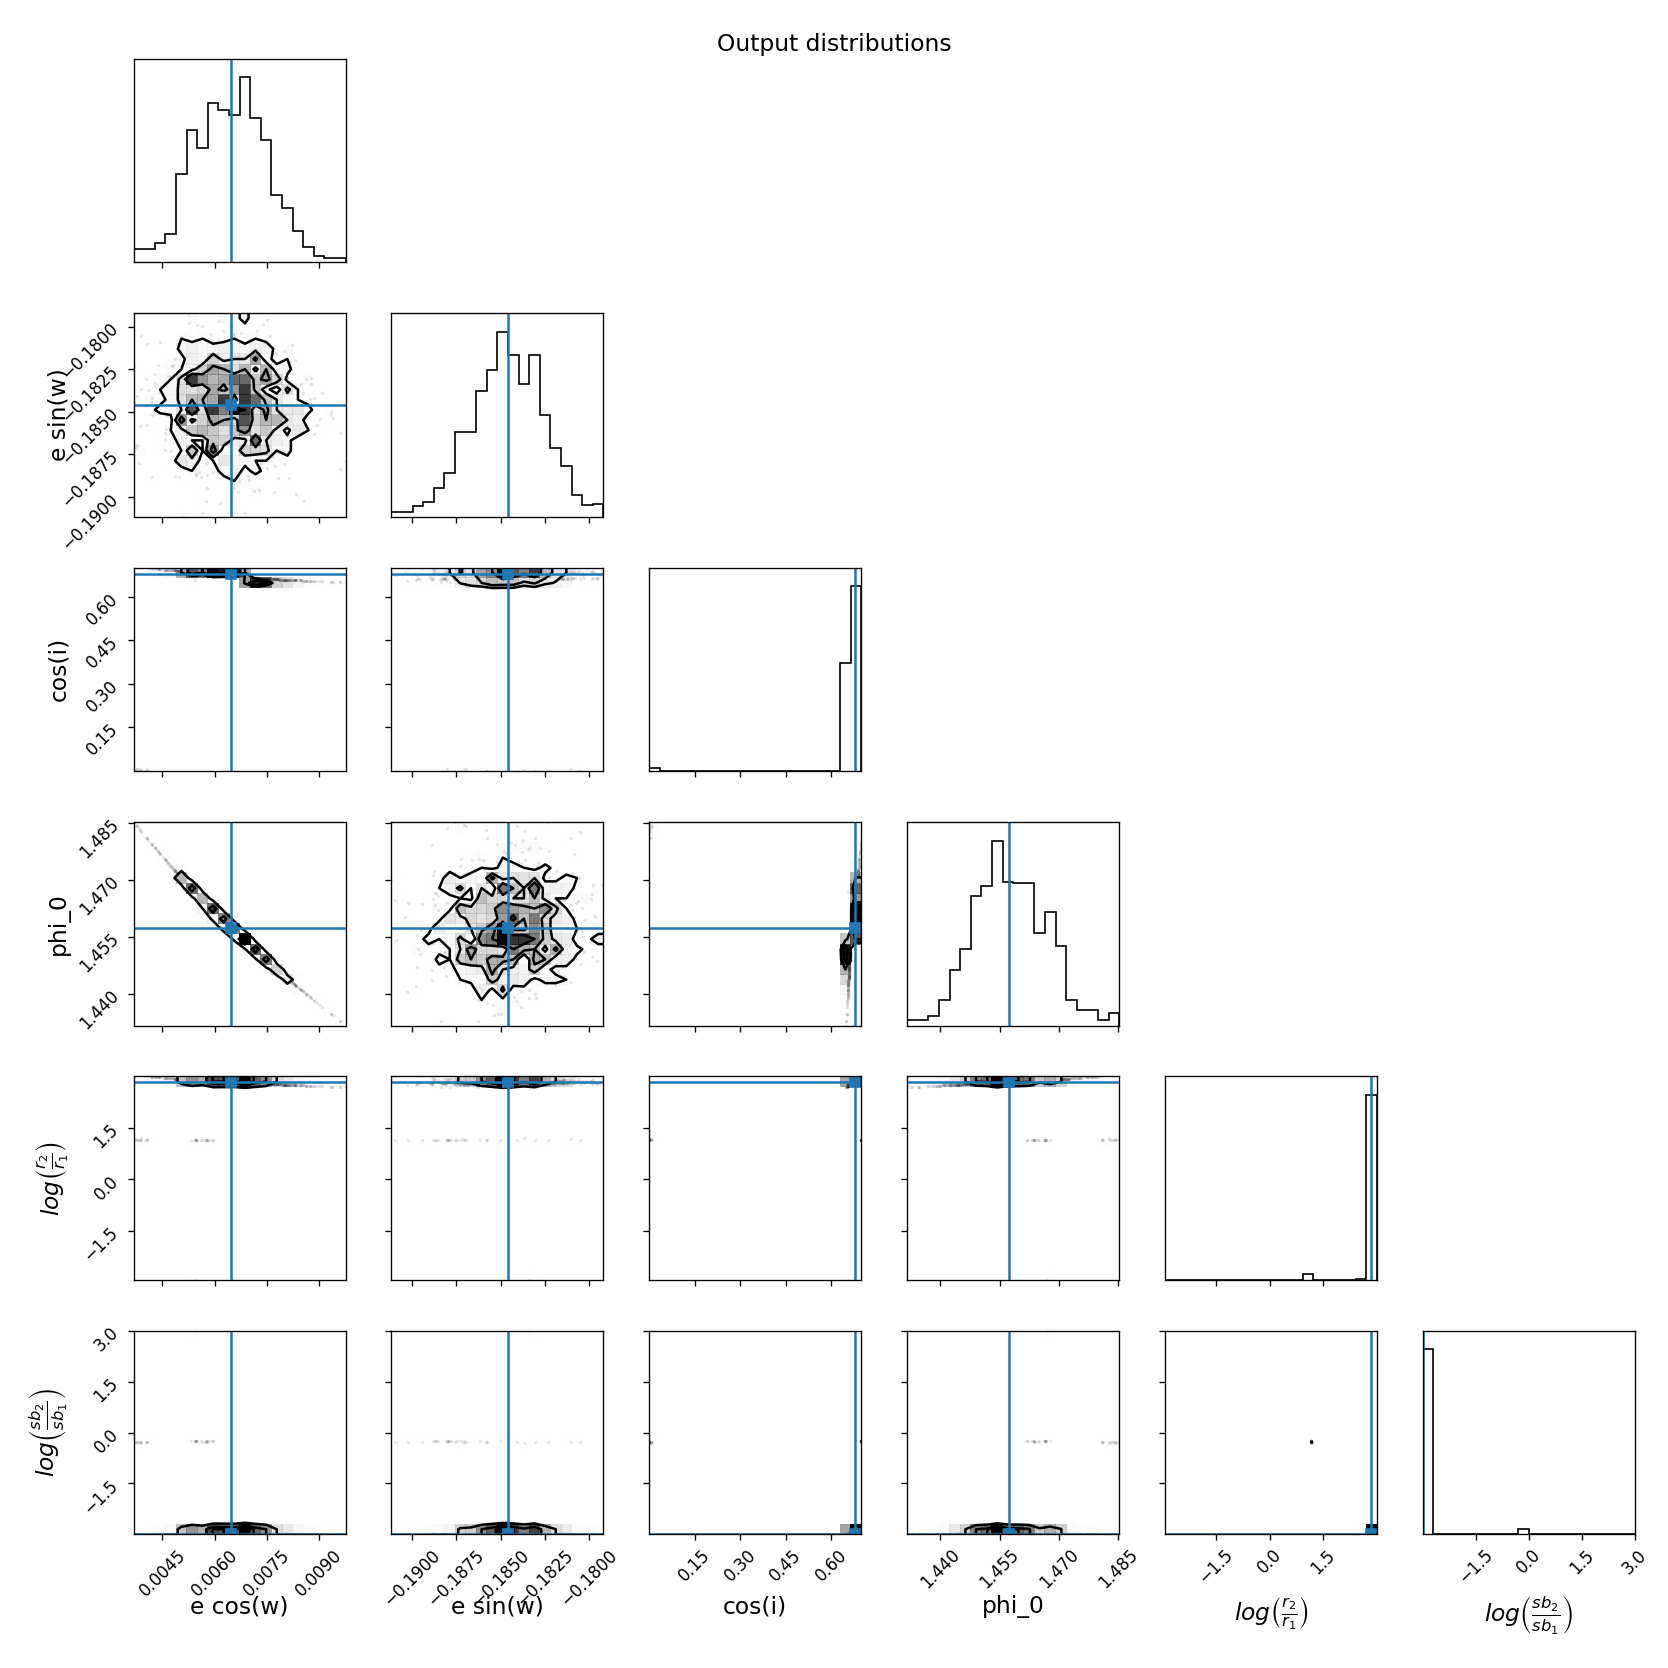 Output distributions
e sin(w)
−0.1800
−0.1825
−0.1850
−0.1875
−0.1900
cos(i)
0.60
0.45
0.30
0.15
phi_0
1.485
1.470
1.455
1.440
log(r₂/r₁)
1.5
0.0
−1.5
log(sb₂/sb₁)
3.0
1.5
0.0
−1.5
0.0045 0.0060 0.0075 0.0090 −0.1900 −0.1875 −0.1850 −0.1825 −0.1800 0.15 0.30 0.45 0.60 1.440 1.455 1.470 1.485 −1.5 0.0 1.5 −1.5 0.0 1.5 3.0
e cos(w) e sin(w) cos(i) phi_0 log(r₂/r₁) log(sb₂/sb₁)